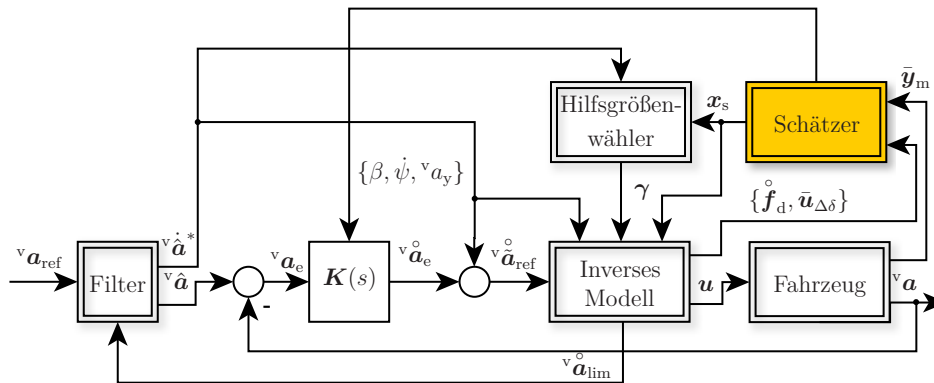 ȳ_m
Hilfsgrößen-
wähler
x_s
Schätzer
{β, ψ̇, ᵛa_y}
γ
{f̊_d, ū_Δδ}
ᵛa_ref
ᵛâ̇*
ᵛâ
Filter
-
ᵛa_e
K(s)
ᵛå_e
ᵛã̊_ref
Inverses
Modell
u
Fahrzeug
ᵛa
ᵛå_lim